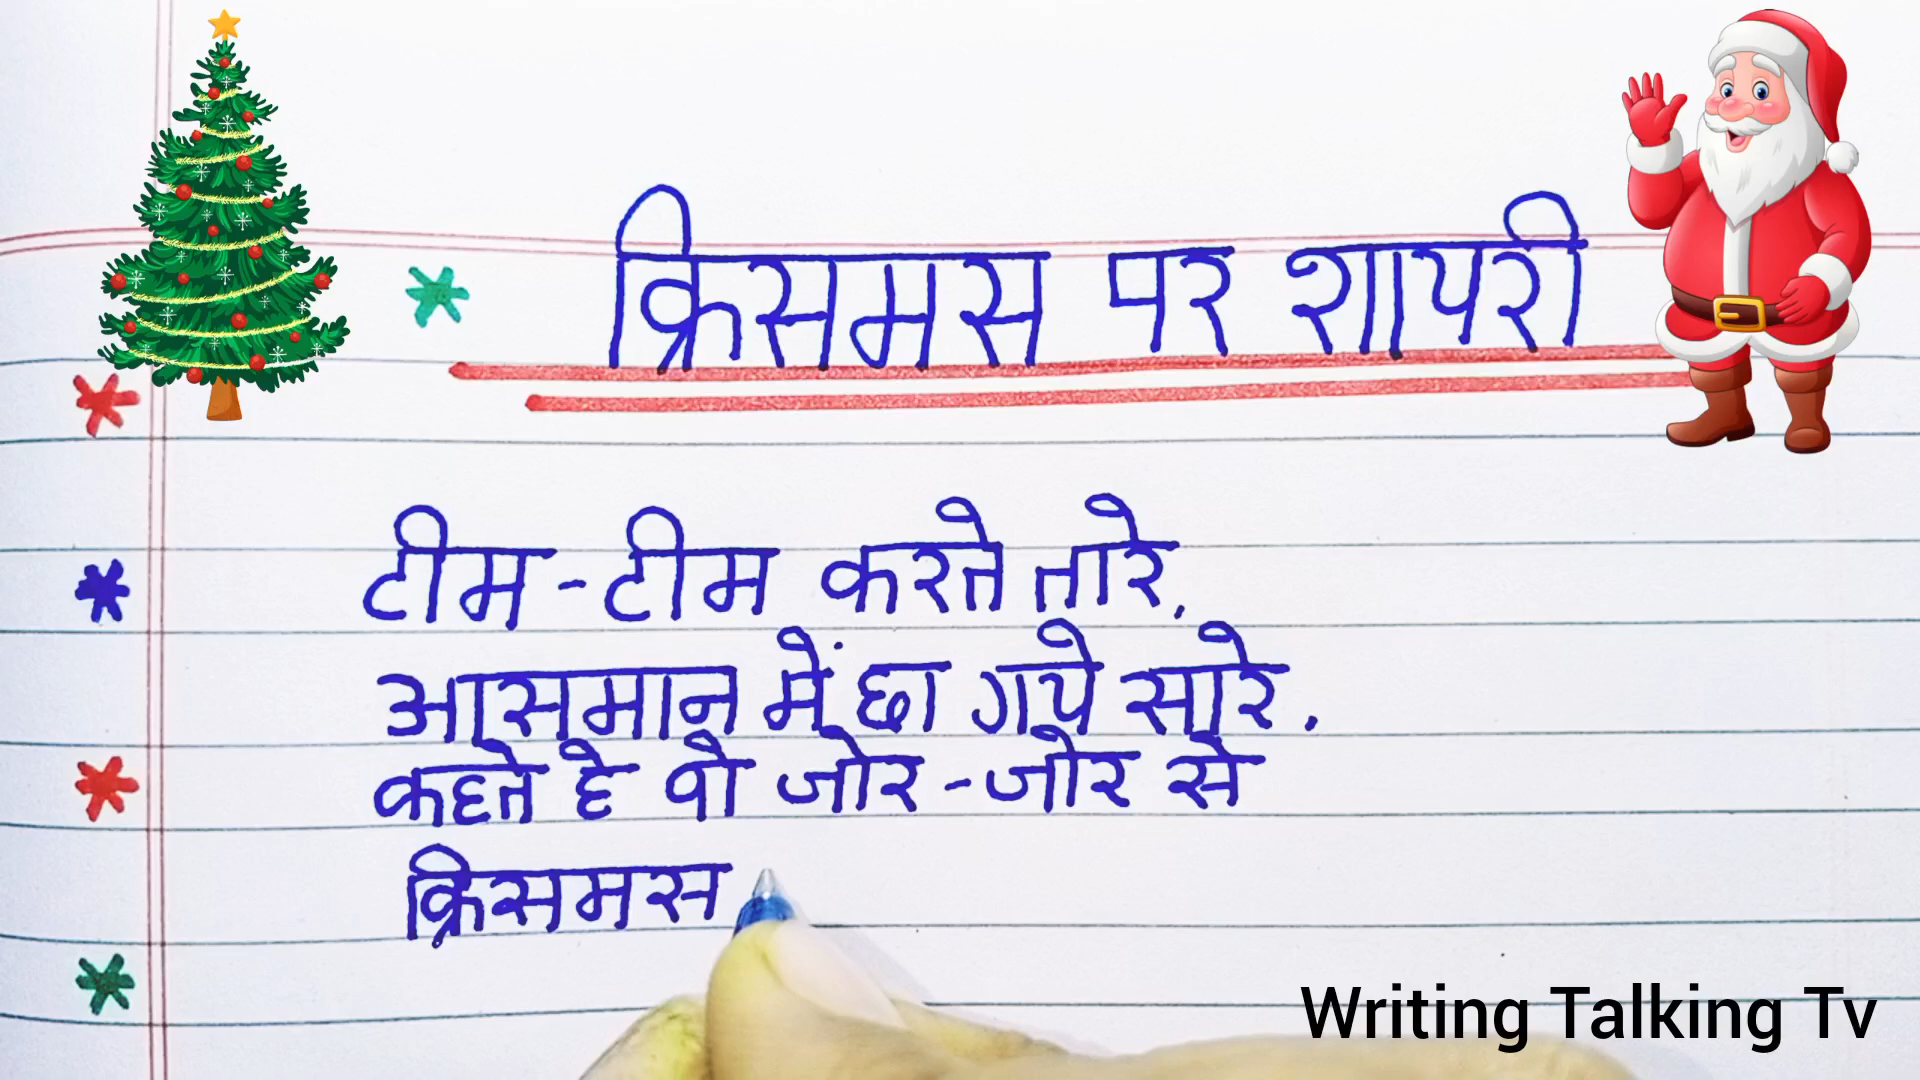 क्रिसमस पर शायरी
टीम-टीम करते तारे,
आसमान में छा गये सारे.
कहते हे वो जोर-जोर से
क्रिसमस
Writing Talking Tv